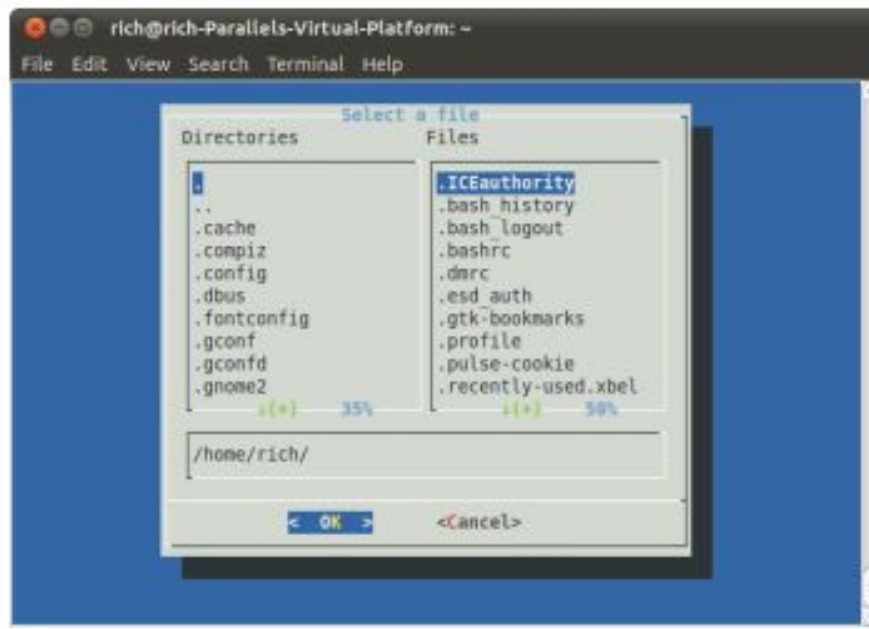 rich@rich-Parallels-Virtual-Platform: ~
File Edit View Search Terminal Help
Select a file
Directories
Files
.
..
.cache
.compiz
.config
.dbus
.fontconfig
.gconf
.gconfd
.gnome2
↓(+) 35%
.ICEauthority
.bash_history
.bash_logout
.bashrc
.dmrc
.esd_auth
.gtk-bookmarks
.profile
.pulse-cookie
.recently-used.xbel
↓(+) 50%
/home/rich/
< OK > <Cancel>